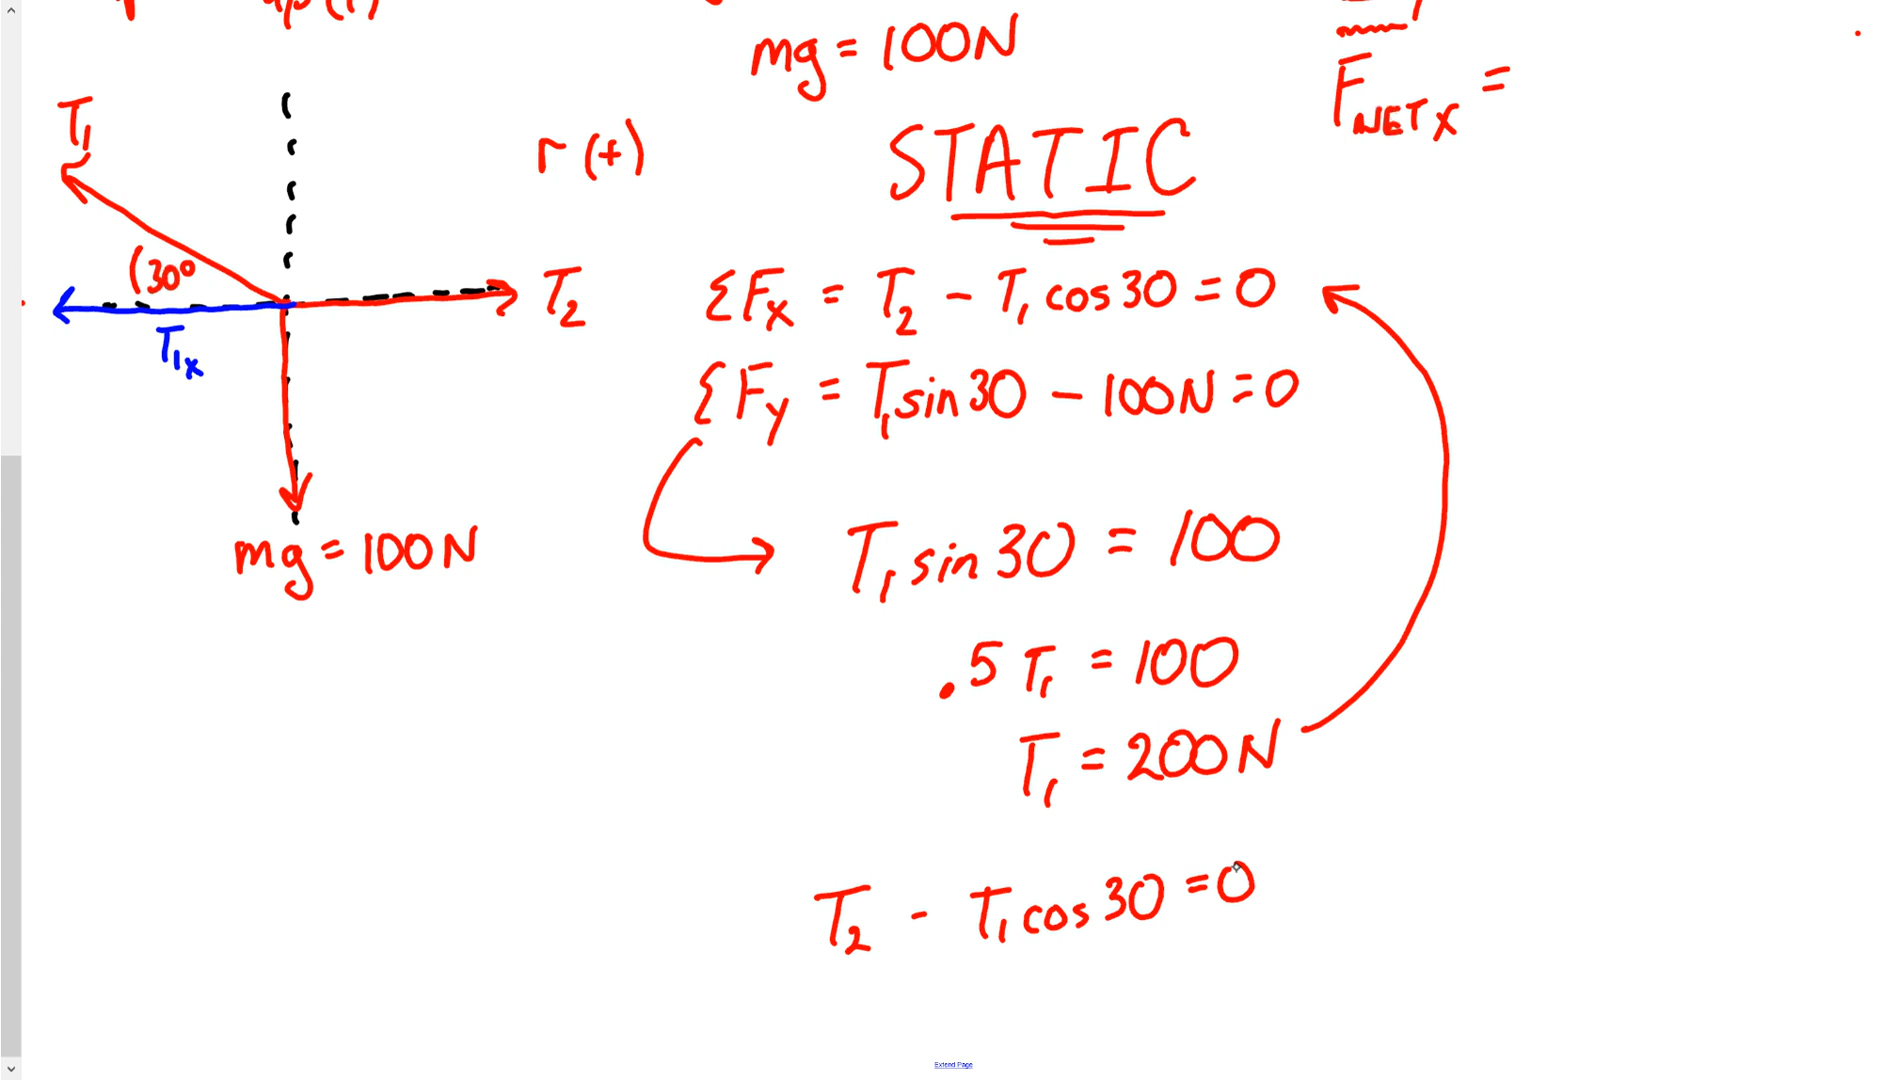 mg = 100N
F NET X =
T1
r (+)
STATIC
(30°
T2
T1x
ΣFx = T2 - T1 cos 30 = 0
ΣFy = T1 sin 30 - 100N = 0
mg = 100N
T1 sin 30 = 100
.5 T1 = 100
T1 = 200N
T2 - T1 cos 30 = 0
Extend Page